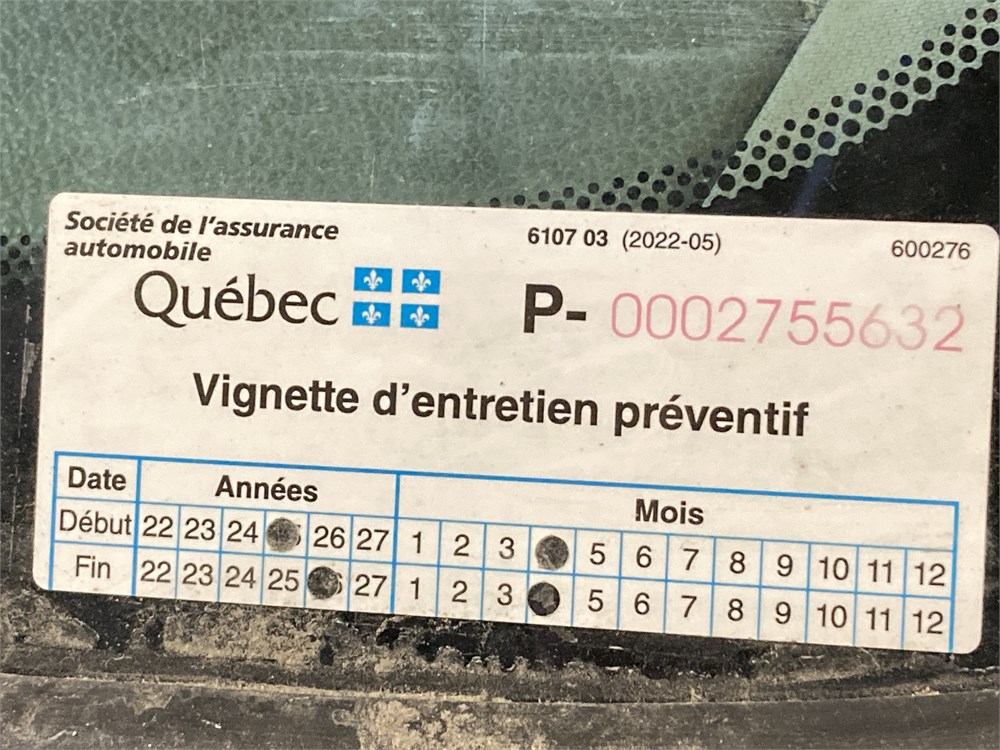 Société de l'assurance
automobile
Québec
6107 03 (2022-05)
600276
P- 0002755632
Vignette d'entretien préventif
Date Années Mois
Début 22 23 24 26 27 1 2 3 5 6 7 8 9 10 11 12
Fin 22 23 24 25 27 1 2 3 5 6 7 8 9 10 11 12